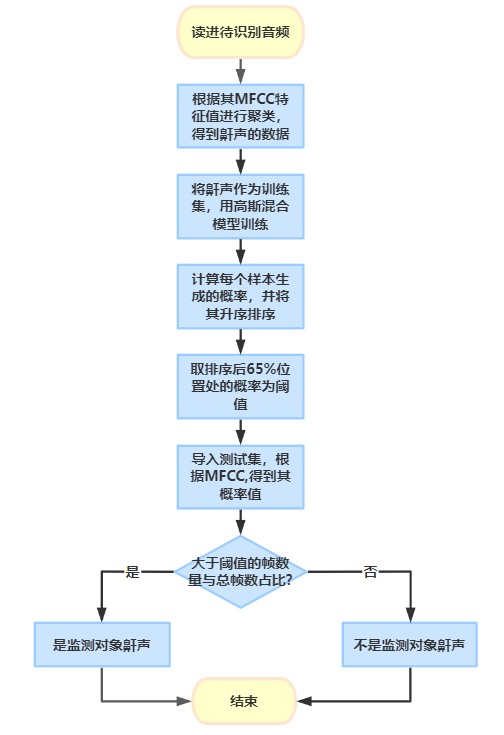 读进待识别音频
根据其MFCC特
征值进行聚类，
得到鼾声的数据
将鼾声作为训练
集，用高斯混合
模型训练
计算每个样本生
成的概率，并将
其升序排序
取排序后65%位
置处的概率为阈
值
导入测试集，根
据MFCC,得到其
概率值
大于阈值的帧数
量与总帧数占比?
是
否
是监测对象鼾声
不是监测对象鼾声
结束